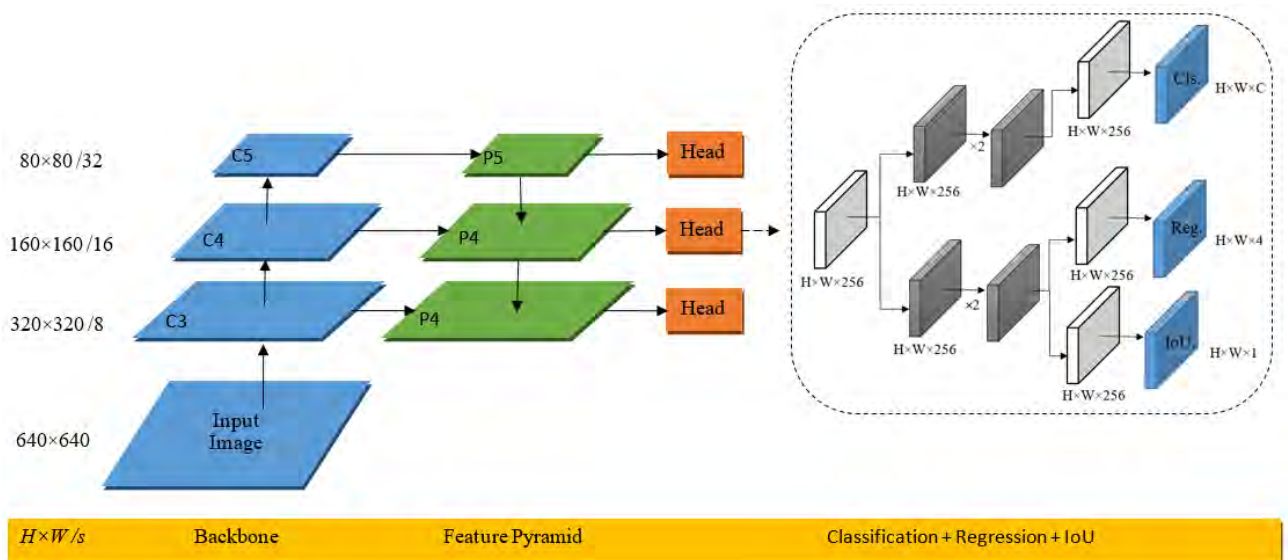 80×80 /32
C5
P5
Head
160×160 /16
C4
P4
Head
320×320 /8
C3
P4
Head
640×640
Input
Image
H×W×256
H×W×256
×2
H×W×256
Cls.
H×W×C
H×W×256
×2
H×W×256
Reg.
H×W×4
H×W×256
IoU.
H×W×1
H×W/s
Backbone
Feature Pyramid
Classification + Regression + IoU